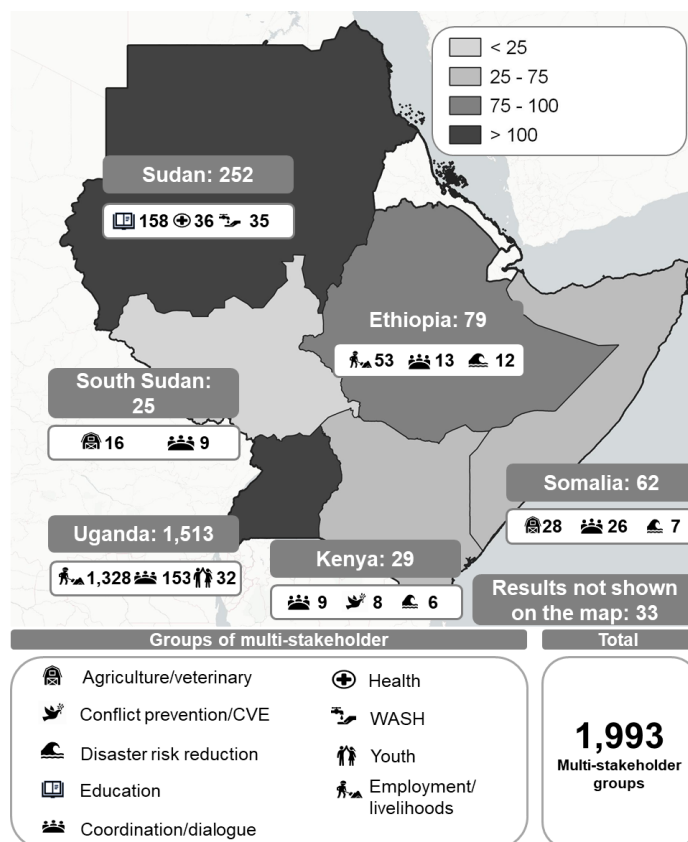 < 25
25 - 75
75 - 100
> 100
Sudan: 252
158 36 35
Ethiopia: 79
53 13 12
South Sudan:
25
16 9
Somalia: 62
28 26 7
Uganda: 1,513
1,328 153 32
Kenya: 29
9 8 6
Results not shown
on the map: 33
Groups of multi-stakeholder
Agriculture/veterinary
Conflict prevention/CVE
Disaster risk reduction
Education
Coordination/dialogue
Health
WASH
Youth
Employment/
livelihoods
Total
1,993
Multi-stakeholder
groups